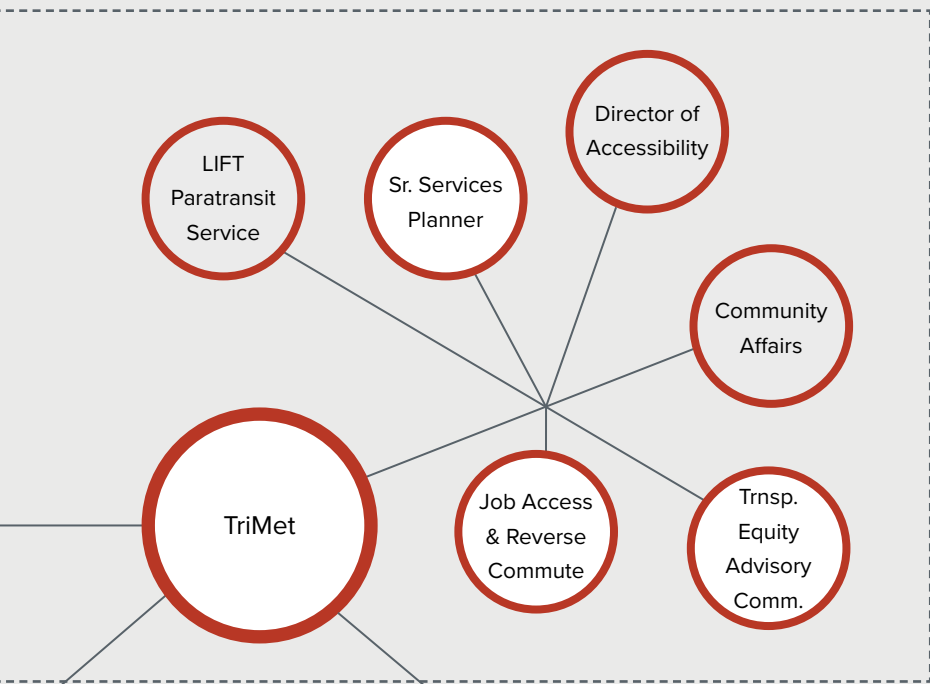 Director of
Accessibility
LIFT
Paratransit
Service
Sr. Services
Planner
Community
Affairs
TriMet
Job Access
& Reverse
Commute
Trnsp.
Equity
Advisory
Comm.